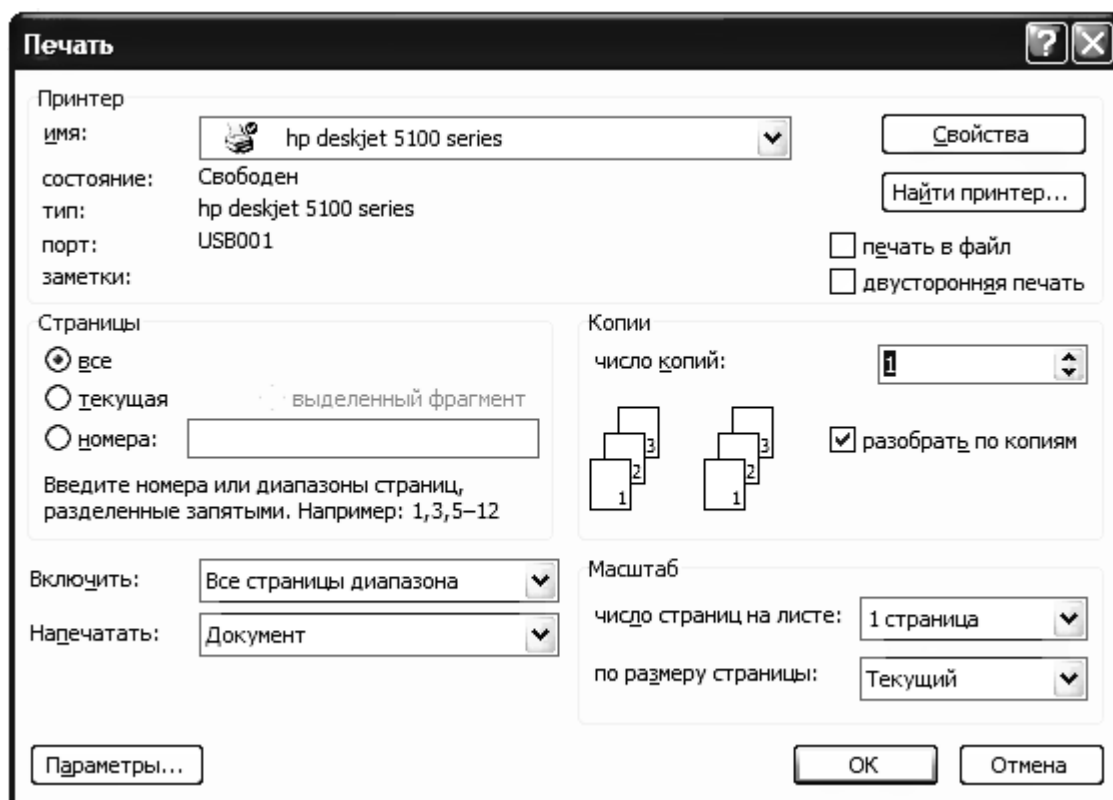 Печать
Принтер
имя: hp deskjet 5100 series
Свойства
состояние: Свободен
Найти принтер...
тип: hp deskjet 5100 series
порт: USB001
печать в файл
заметки:
двусторонняя печать
Страницы
все
текущая выделенный фрагмент
номера:
Введите номера или диапазоны страниц,
разделенные запятыми. Например: 1,3,5–12
Копии
число копий: 1
3 3
2 2
1 1
разобрать по копиям
Включить: Все страницы диапазона
Напечатать: Документ
Масштаб
число страниц на листе: 1 страница
по размеру страницы: Текущий
Параметры...
ОК
Отмена